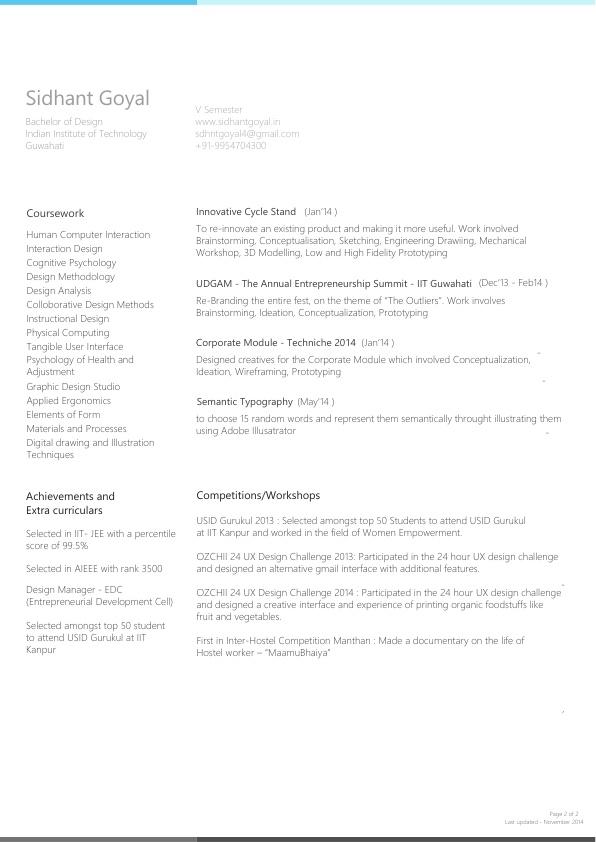 Sidhant Goyal
Bachelor of Design
Indian Institute of Technology
Guwahati
V Semester
www.sidhantgoyal.in
sdhntgoyal4@gmail.com
+91-9954704300
Coursework
Human Computer Interaction
Interaction Design
Cognitive Psychology
Design Methodology
Design Analysis
Colloborative Design Methods
Instructional Design
Physical Computing
Tangible User Interface
Psychology of Health and
Adjustment
Graphic Design Studio
Applied Ergonomics
Elements of Form
Materials and Processes
Digital drawing and Illustration
Techniques
Innovative Cycle Stand (Jan'14 )
To re-innovate an existing product and making it more useful. Work involved
Brainstorming, Conceptualisation, Sketching, Engineering Drawiing, Mechanical
Workshop, 3D Modelling, Low and High Fidelity Prototyping
UDGAM - The Annual Entrepreneurship Summit - IIT Guwahati (Dec'13 - Feb14 )
Re-Branding the entire fest, on the theme of "The Outliers". Work involves
Brainstorming, Ideation, Conceptualization, Prototyping
Corporate Module - Techniche 2014 (Jan'14 )
Designed creatives for the Corporate Module which involved Conceptualization,
Ideation, Wireframing, Prototyping
Semantic Typography (May'14 )
to choose 15 random words and represent them semantically throught illustrating them
using Adobe Illusatrator
Achievements and
Extra curriculars
Selected in IIT- JEE with a percentile
score of 99.5%
Selected in AIEEE with rank 3500
Design Manager - EDC
(Entrepreneurial Development Cell)
Selected amongst top 50 student
to attend USID Gurukul at IIT
Kanpur
Competitions/Workshops
USID Gurukul 2013 : Selected amongst top 50 Students to attend USID Gurukul
at IIT Kanpur and worked in the field of Women Empowerment.
OZCHII 24 UX Design Challenge 2013: Participated in the 24 hour UX design challenge
and designed an alternative gmail interface with additional features.
OZCHII 24 UX Design Challenge 2014 : Participated in the 24 hour UX design challenge
and designed a creative interface and experience of printing organic foodstuffs like
fruit and vegetables.
First in Inter-Hostel Competition Manthan : Made a documentary on the life of
Hostel worker – "MaamuBhaiya"
Page 2 of 2
Last updated - November 2014